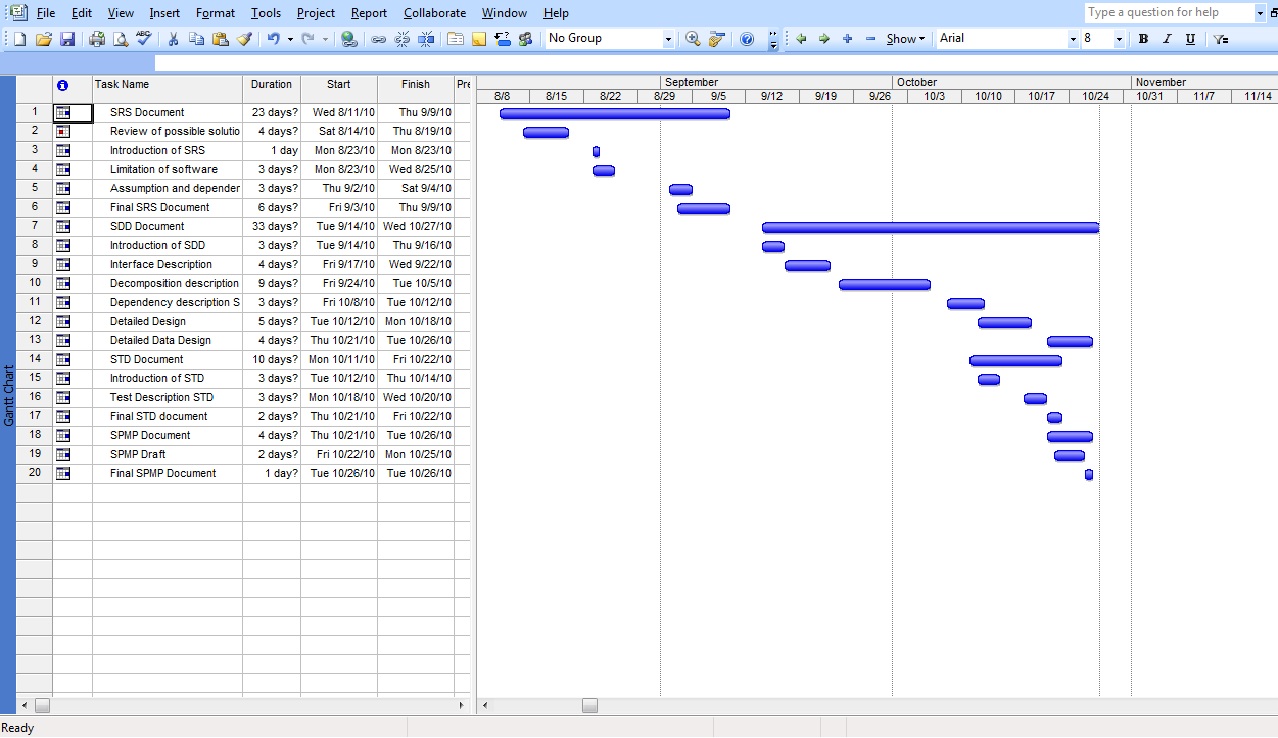 File Edit View Insert Format Tools Project Report Collaborate Window Help Type a question for help
No Group Show Arial 8 B I U
Task Name Duration Start Finish Pre September October November
8/8 8/15 8/22 8/29 9/5 9/12 9/19 9/26 10/3 10/10 10/17 10/24 10/31 11/7 11/14
1 SRS Document 23 days? Wed 8/11/10 Thu 9/9/10
2 Review of possible solutio 4 days? Sat 8/14/10 Thu 8/19/10
3 Introduction of SRS 1 day Mon 8/23/10 Mon 8/23/10
4 Limitation of software 3 days? Mon 8/23/10 Wed 8/25/10
5 Assumption and depender 3 days? Thu 9/2/10 Sat 9/4/10
6 Final SRS Document 6 days? Fri 9/3/10 Thu 9/9/10
7 SDD Document 33 days? Tue 9/14/10 Wed 10/27/10
8 Introduction of SDD 3 days? Tue 9/14/10 Thu 9/16/10
9 Interface Description 4 days? Fri 9/17/10 Wed 9/22/10
10 Decomposition description 9 days? Fri 9/24/10 Tue 10/5/10
11 Dependency description S 3 days? Fri 10/8/10 Tue 10/12/10
12 Detailed Design 5 days? Tue 10/12/10 Mon 10/18/10
13 Detailed Data Design 4 days? Thu 10/21/10 Tue 10/26/10
14 STD Document 10 days? Mon 10/11/10 Fri 10/22/10
15 Introduction of STD 3 days? Tue 10/12/10 Thu 10/14/10
16 Test Description STD 3 days? Mon 10/18/10 Wed 10/20/10
17 Final STD document 2 days? Thu 10/21/10 Fri 10/22/10
18 SPMP Document 4 days? Thu 10/21/10 Tue 10/26/10
19 SPMP Draft 2 days? Fri 10/22/10 Mon 10/25/10
20 Final SPMP Document 1 day? Tue 10/26/10 Tue 10/26/10
Gantt Chart
Ready